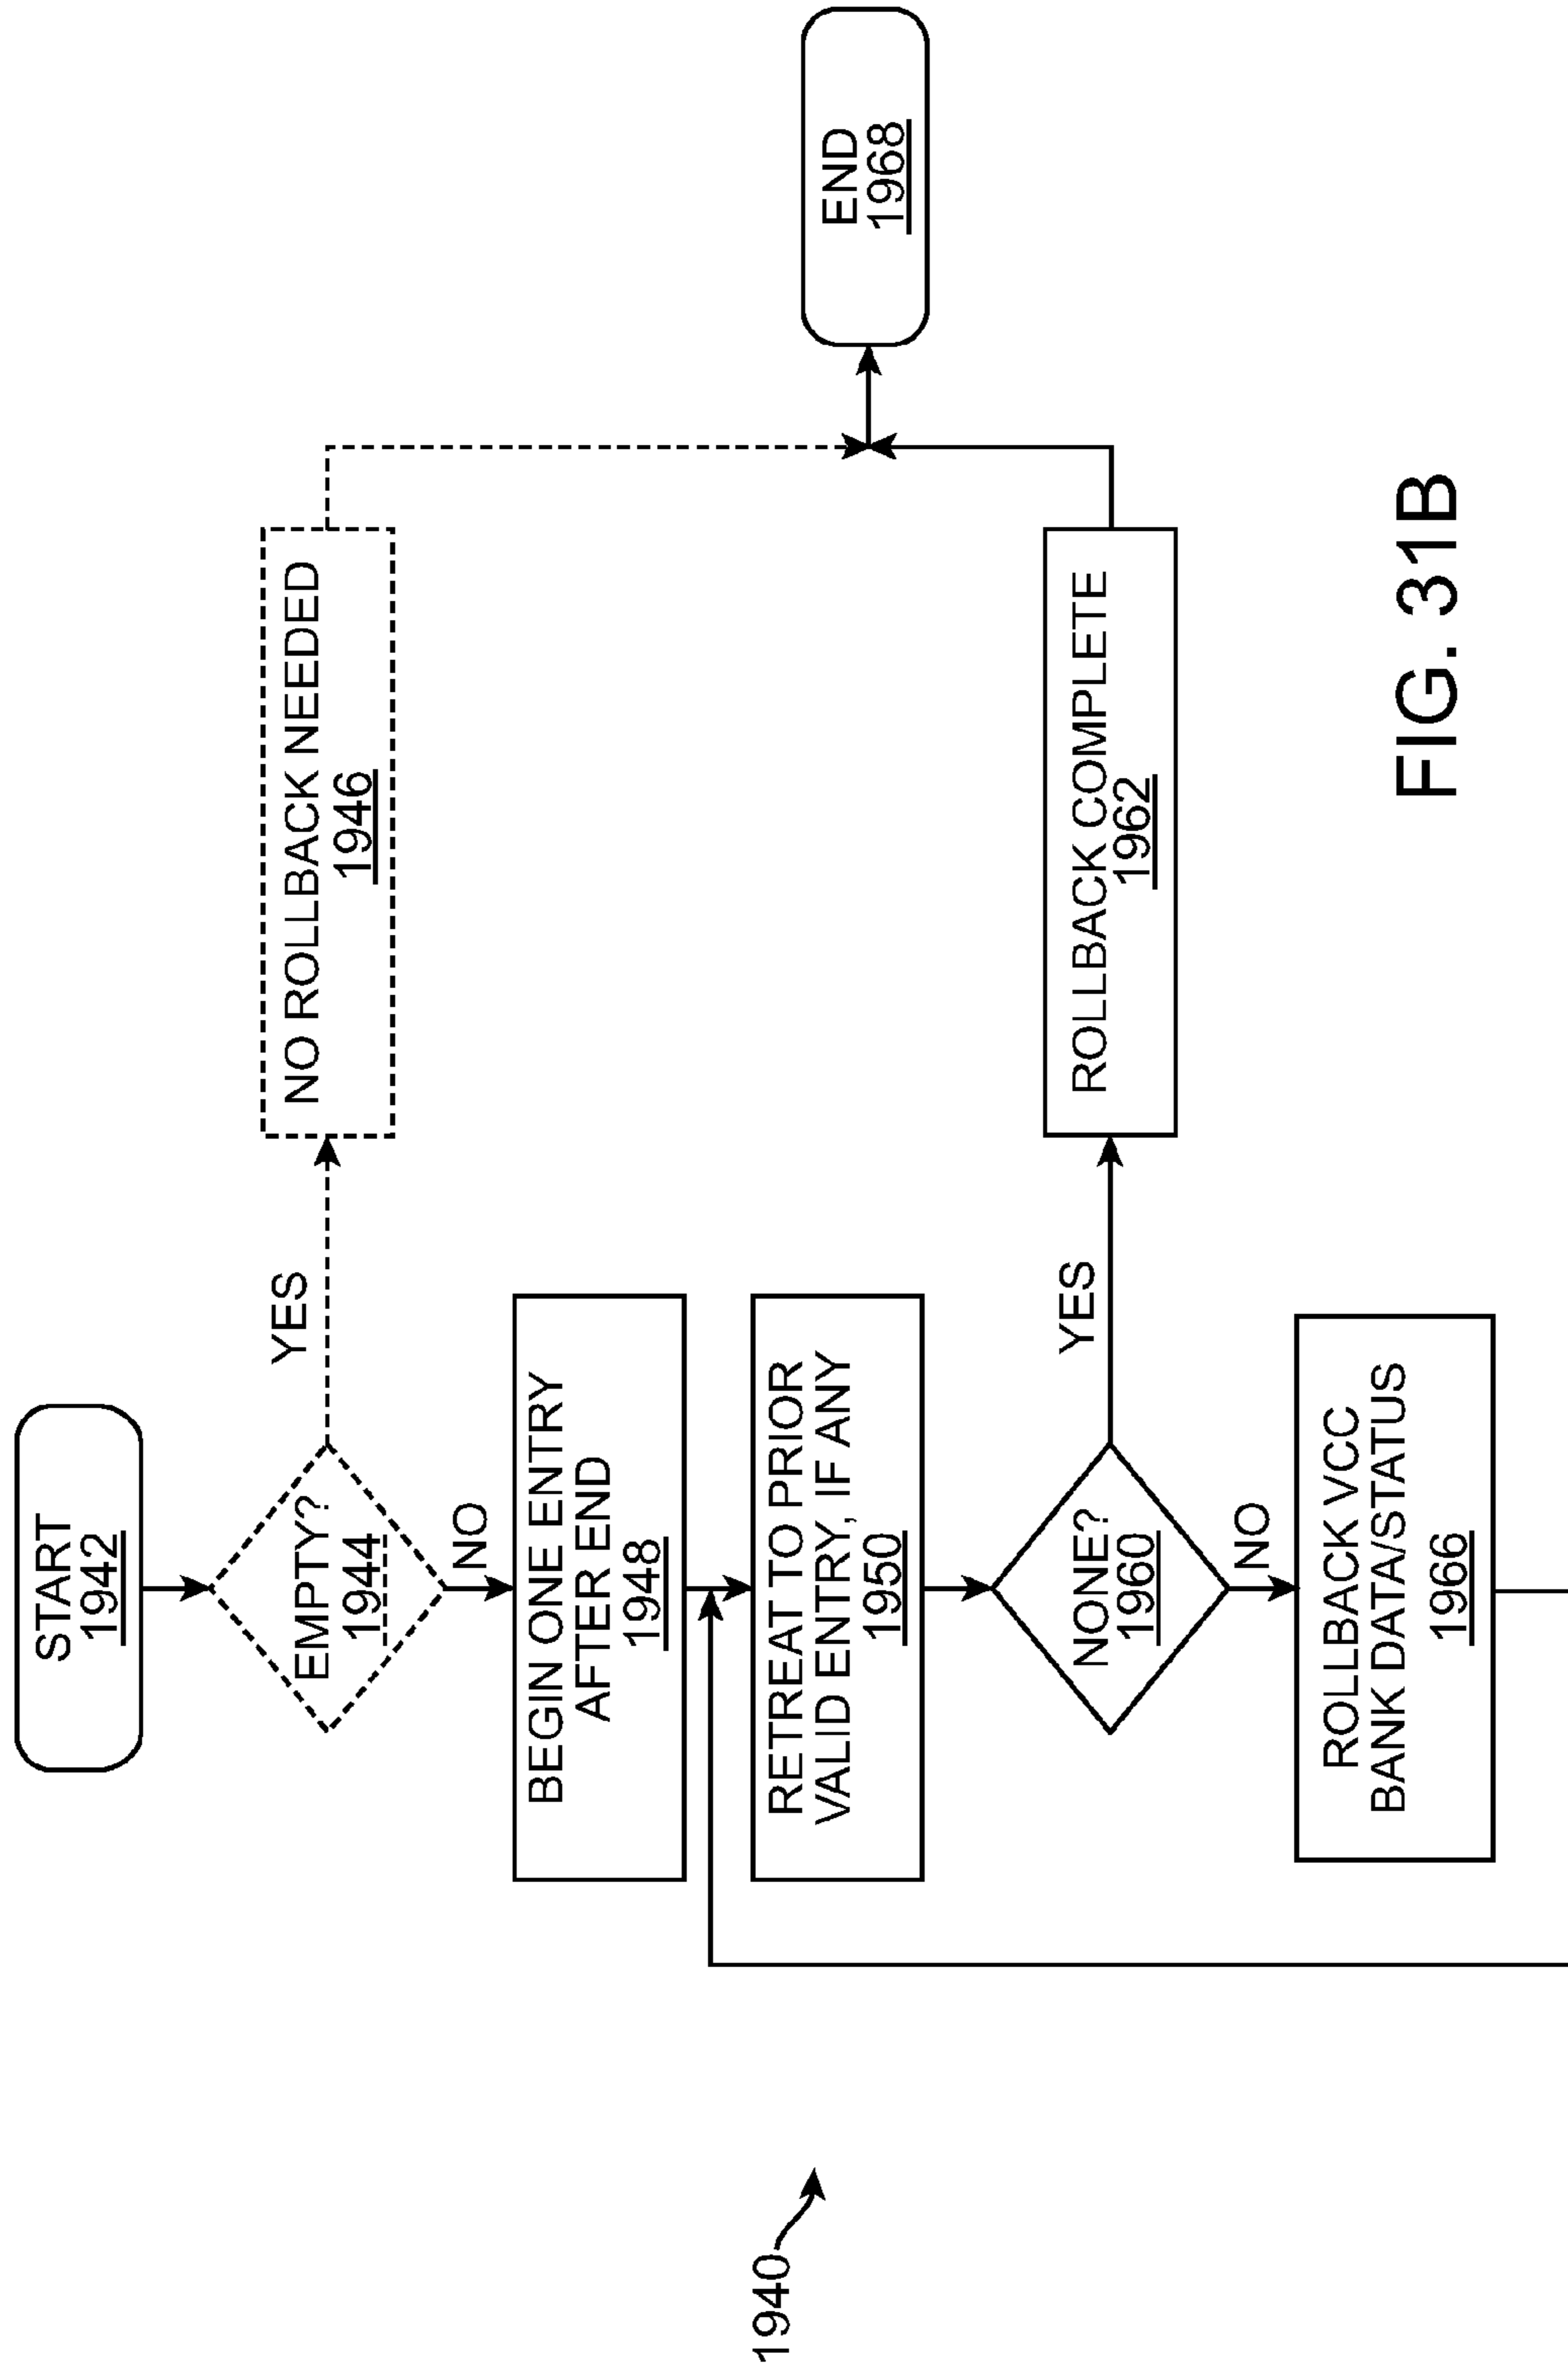 START
1942
EMPTY?
1944
YES
NO ROLLBACK NEEDED
1946
NO
BEGIN ONE ENTRY
AFTER END
1948
RETREAT TO PRIOR
VALID ENTRY, IF ANY
1950
NONE?
1960
YES
ROLLBACK COMPLETE
1962
END
1968
NO
ROLLBACK VCC
BANK DATA/STATUS
1966
1940
FIG. 31B